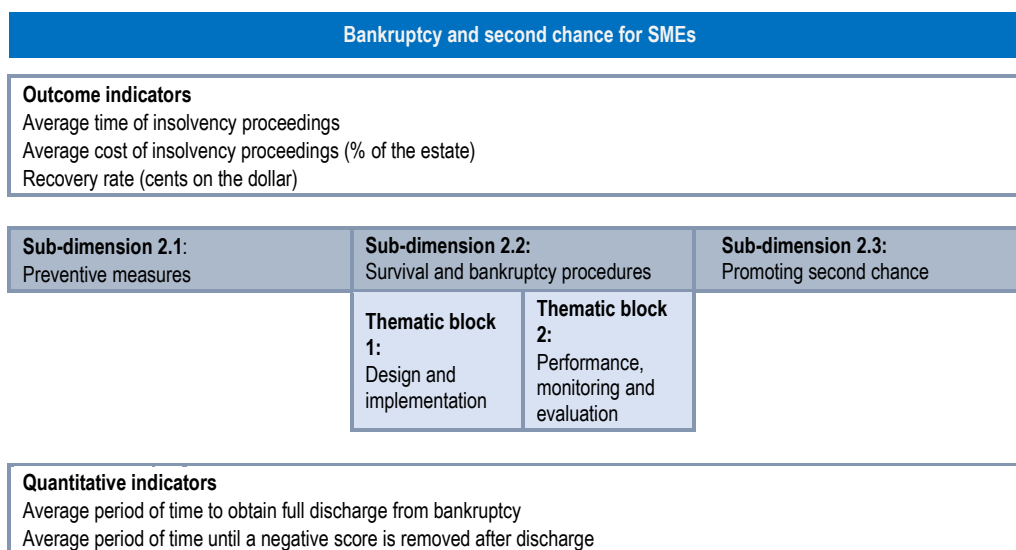 Bankruptcy and second chance for SMEs
Outcome indicators
Average time of insolvency proceedings
Average cost of insolvency proceedings (% of the estate)
Recovery rate (cents on the dollar)
Sub-dimension 2.1:
Preventive measures
Sub-dimension 2.2:
Survival and bankruptcy procedures
Sub-dimension 2.3:
Promoting second chance
Thematic block
1:
Design and
implementation
Thematic block
2:
Performance,
monitoring and
evaluation
Quantitative indicators
Average period of time to obtain full discharge from bankruptcy
Average period of time until a negative score is removed after discharge